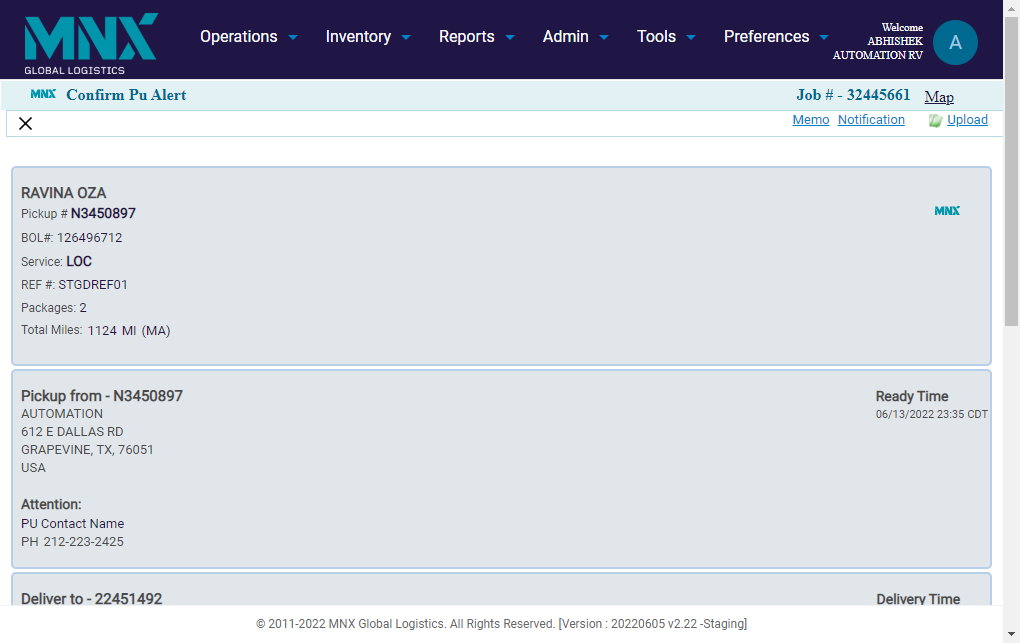 MNX
GLOBAL LOGISTICS
Operations Inventory Reports Admin Tools Preferences
Welcome
ABHISHEK
AUTOMATION RV
A
MNX Confirm Pu Alert Job # - 32445661 Map
Memo Notification Upload
RAVINA OZA
Pickup # N3450897
MNX
BOL#: 126496712
Service: LOC
REF #: STGDREF01
Packages: 2
Total Miles: 1124 MI (MA)
Pickup from - N3450897 Ready Time
AUTOMATION 06/13/2022 23:35 CDT
612 E DALLAS RD
GRAPEVINE, TX, 76051
USA
Attention:
PU Contact Name
PH 212-223-2425
Deliver to - 22451492 Delivery Time
© 2011-2022 MNX Global Logistics. All Rights Reserved. [Version : 20220605 v2.22 -Staging]